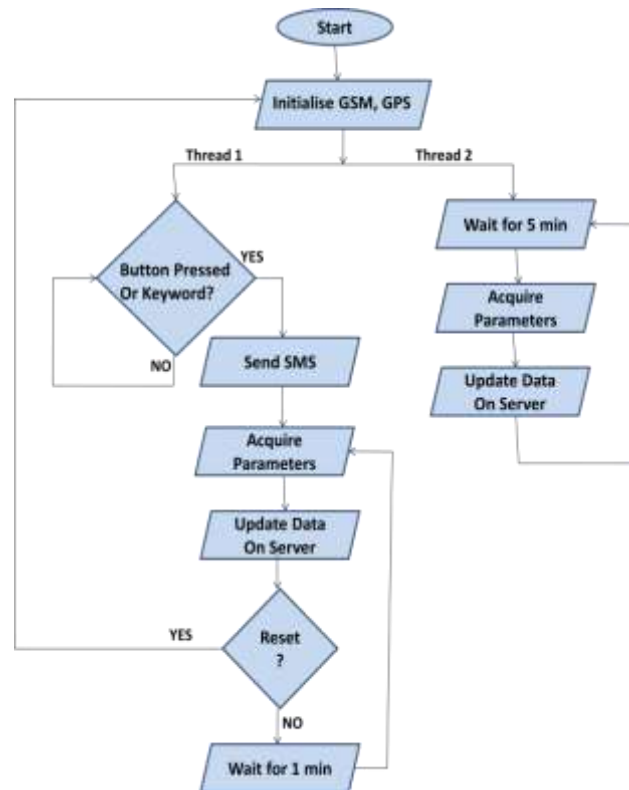 Start
Initialise GSM, GPS
Thread 1
Thread 2
Button Pressed
Or Keyword?
YES
NO
Send SMS
Acquire
Parameters
Update Data
On Server
Reset
?
YES
NO
Wait for 1 min
Wait for 5 min
Acquire
Parameters
Update Data
On Server